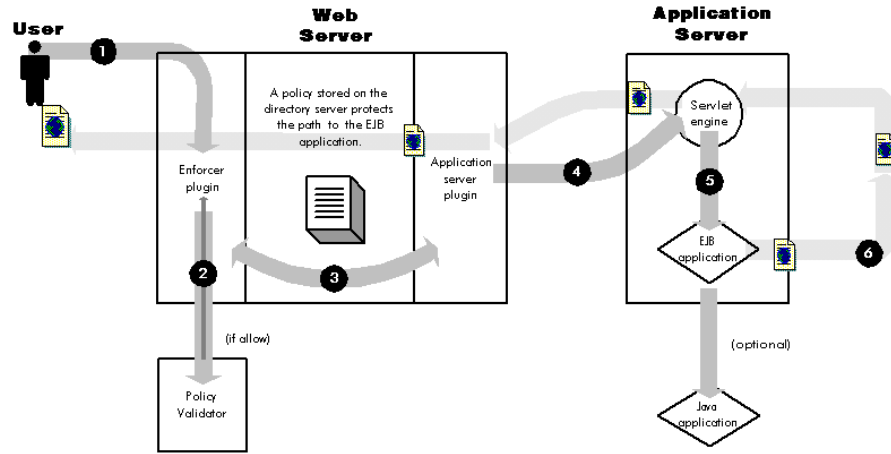 User
Web
Server
Application
Server
1
A policy stored on the
directory server protects
the path to the EJB
application.
Servlet
engine
Enforcer
plugin
Application
server
plugin
4
5
2
3
EJB
application
6
(if allow)
(optional)
Policy
Validator
Java
application